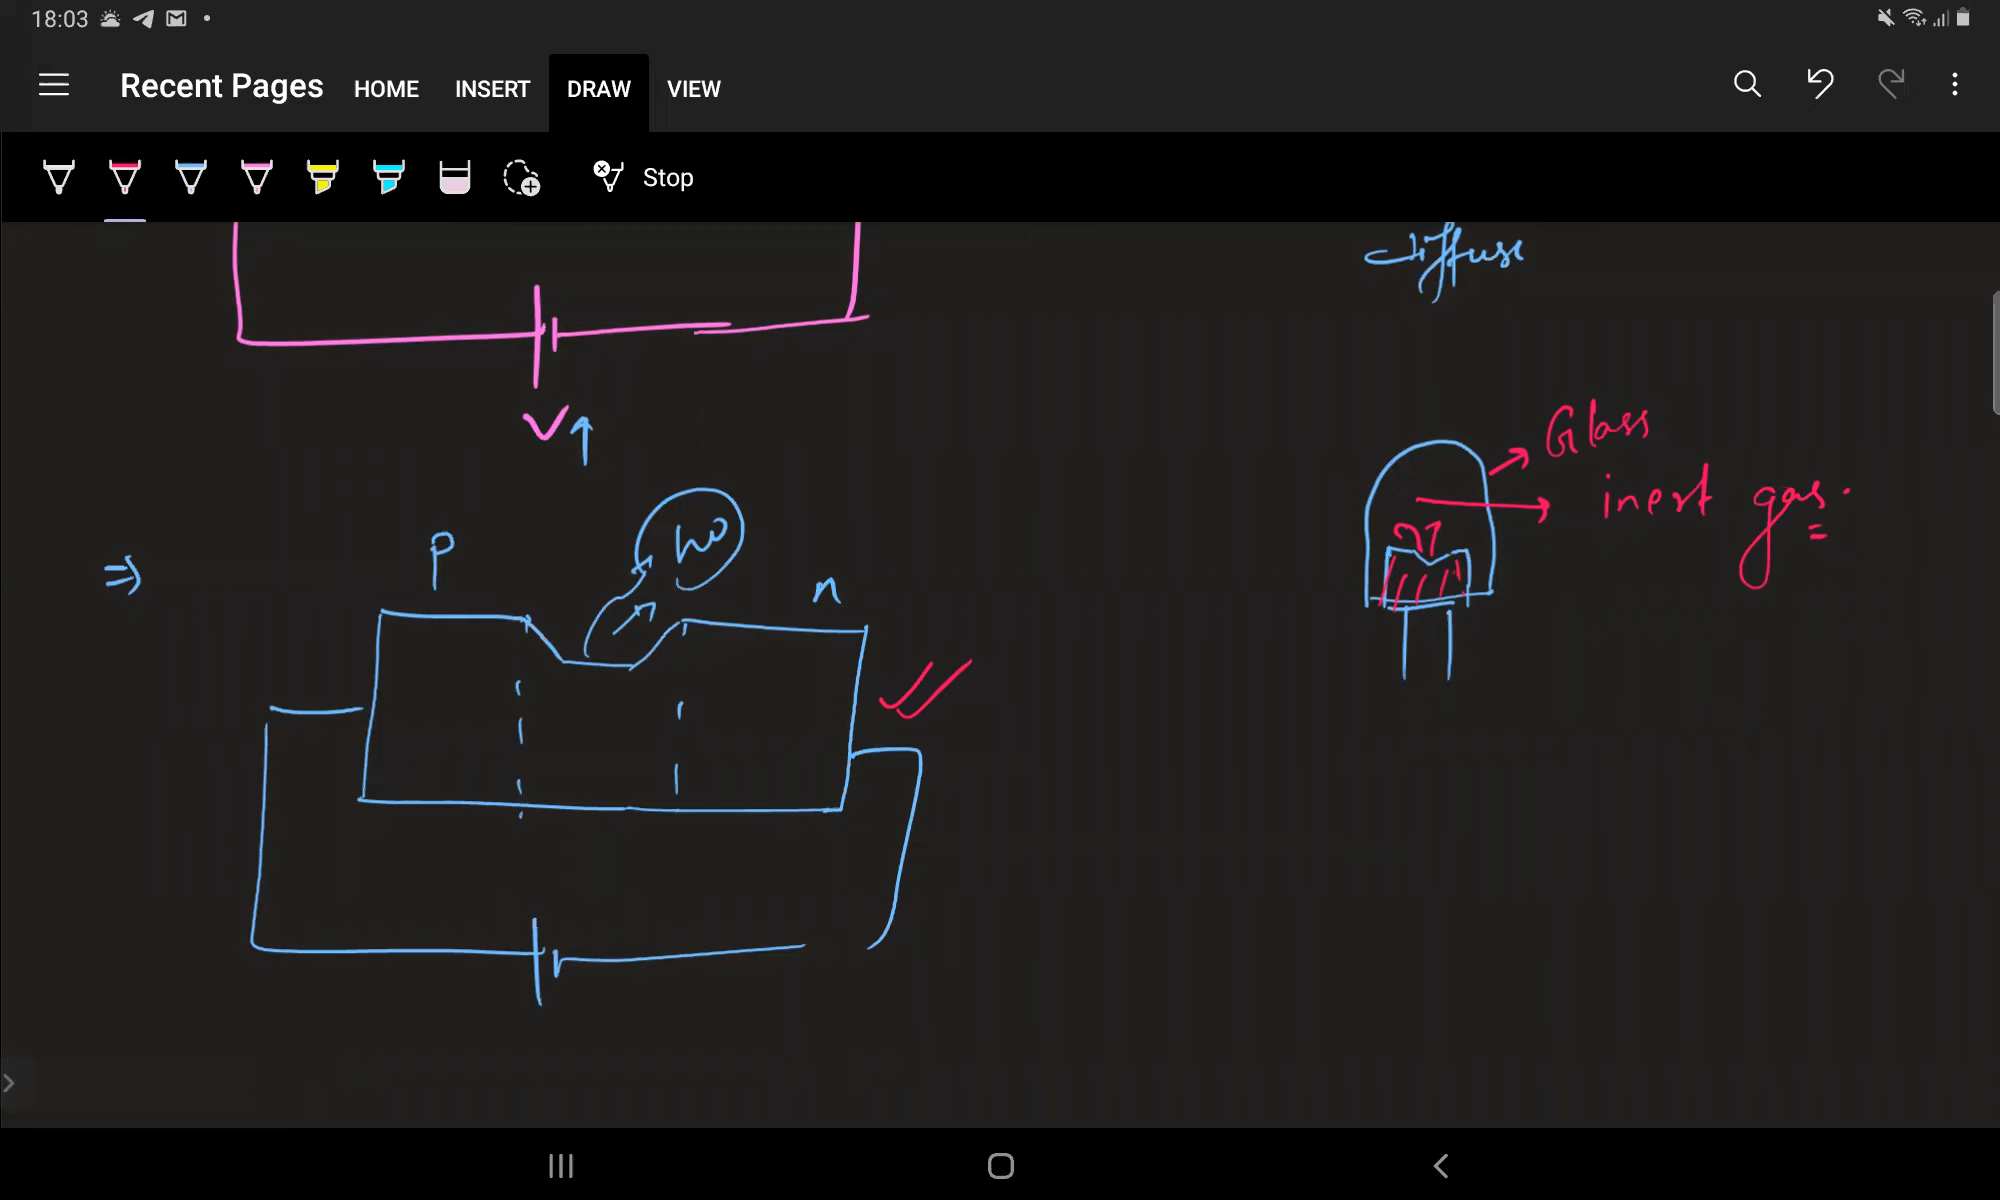 18:03
Recent Pages HOME INSERT DRAW VIEW
Stop
diffuse
V↑
Glass
inert gas.
⇒ P hν n